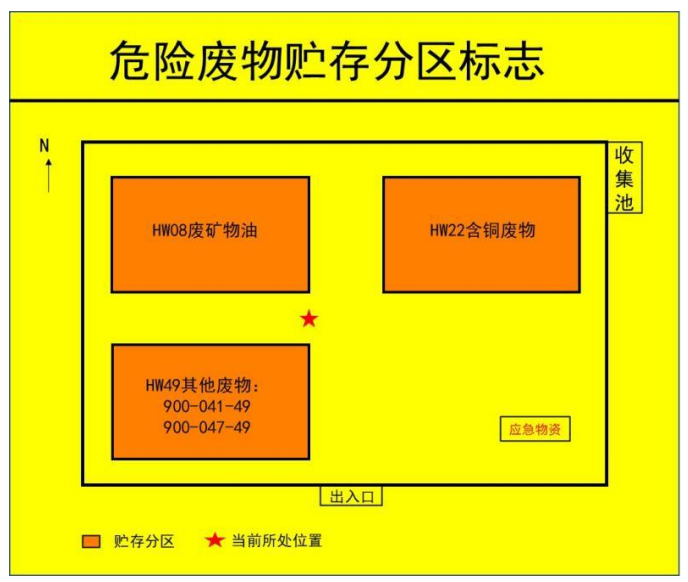 危险废物贮存分区标志
N
收集池
HW08废矿物油
HW22含铜废物
HW49其他废物:
900-041-49
900-047-49
应急物资
出入口
贮存分区
当前所处位置